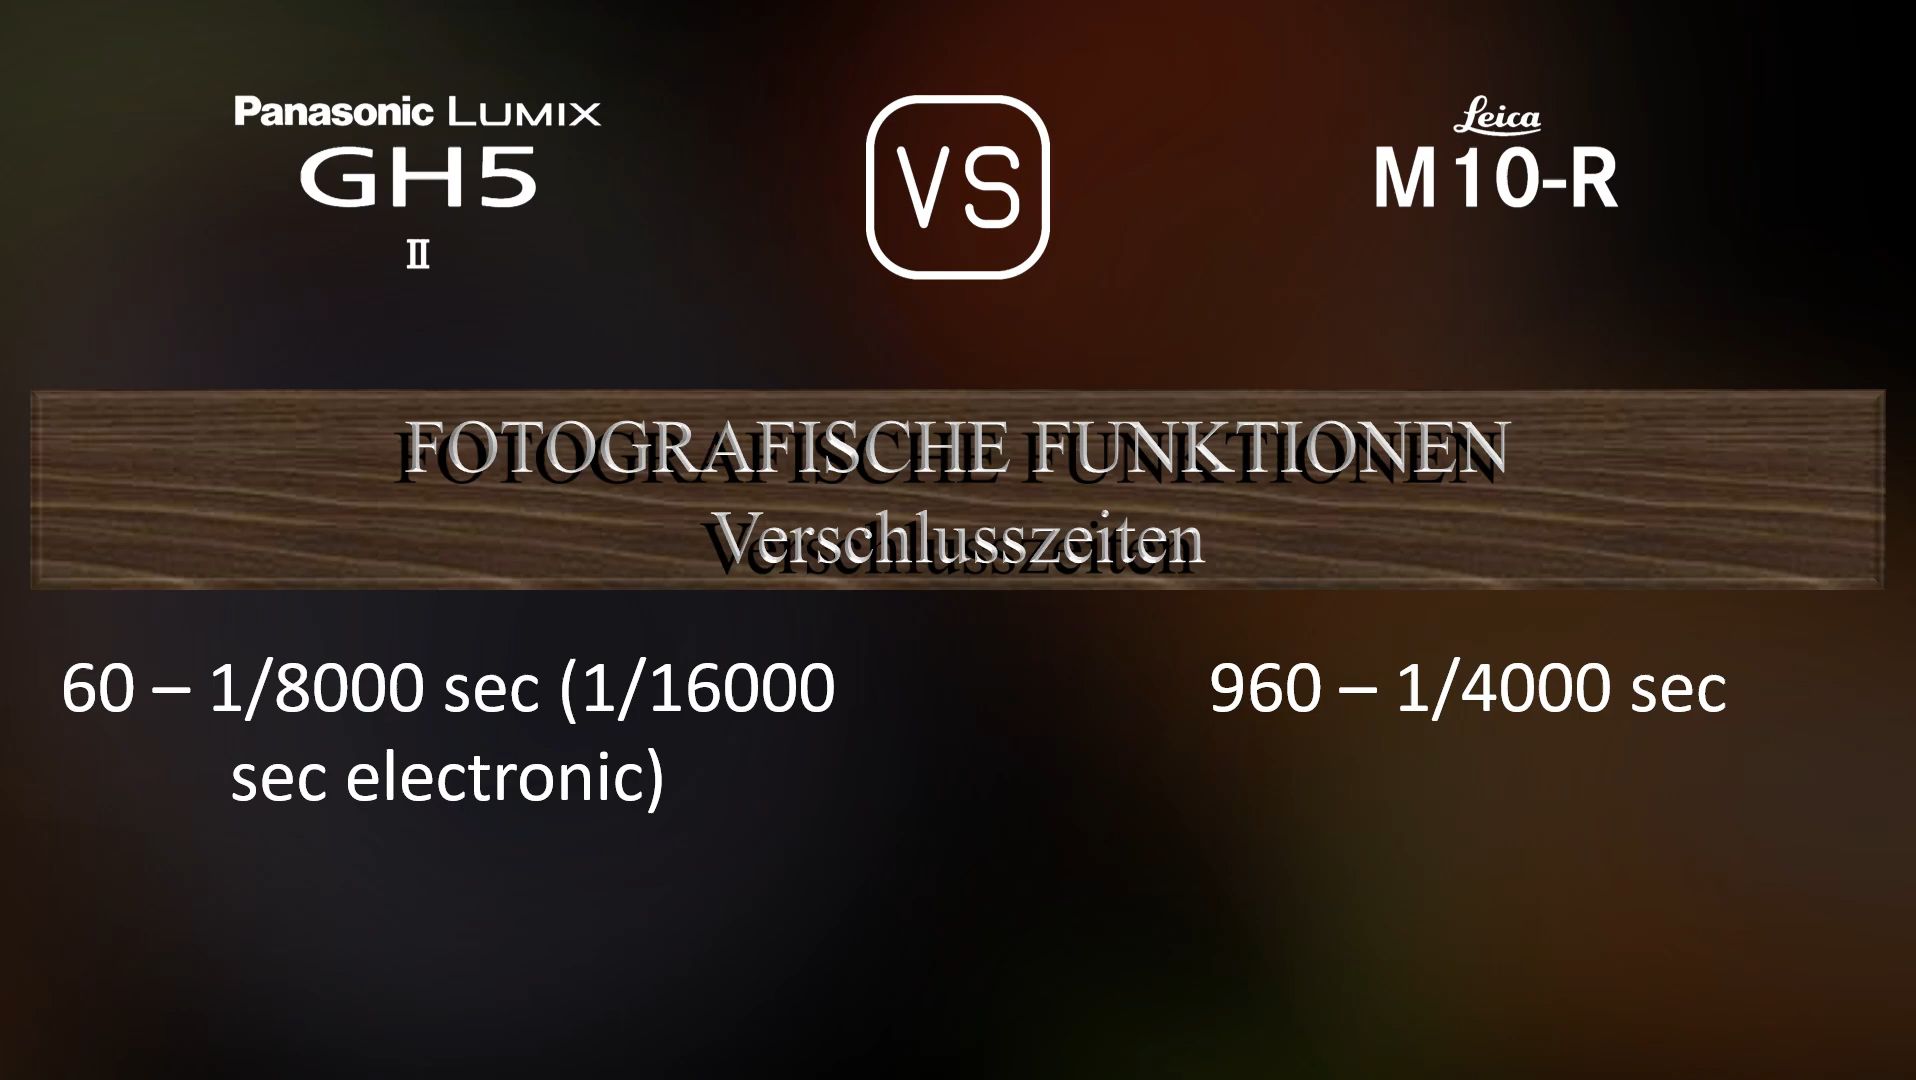 Panasonic LUMIX
GH5
II
VS
Leica
M10-R
FOTOGRAFISCHE FUNKTIONEN
Verschlusszeiten
60 – 1/8000 sec (1/16000
sec electronic)
960 – 1/4000 sec